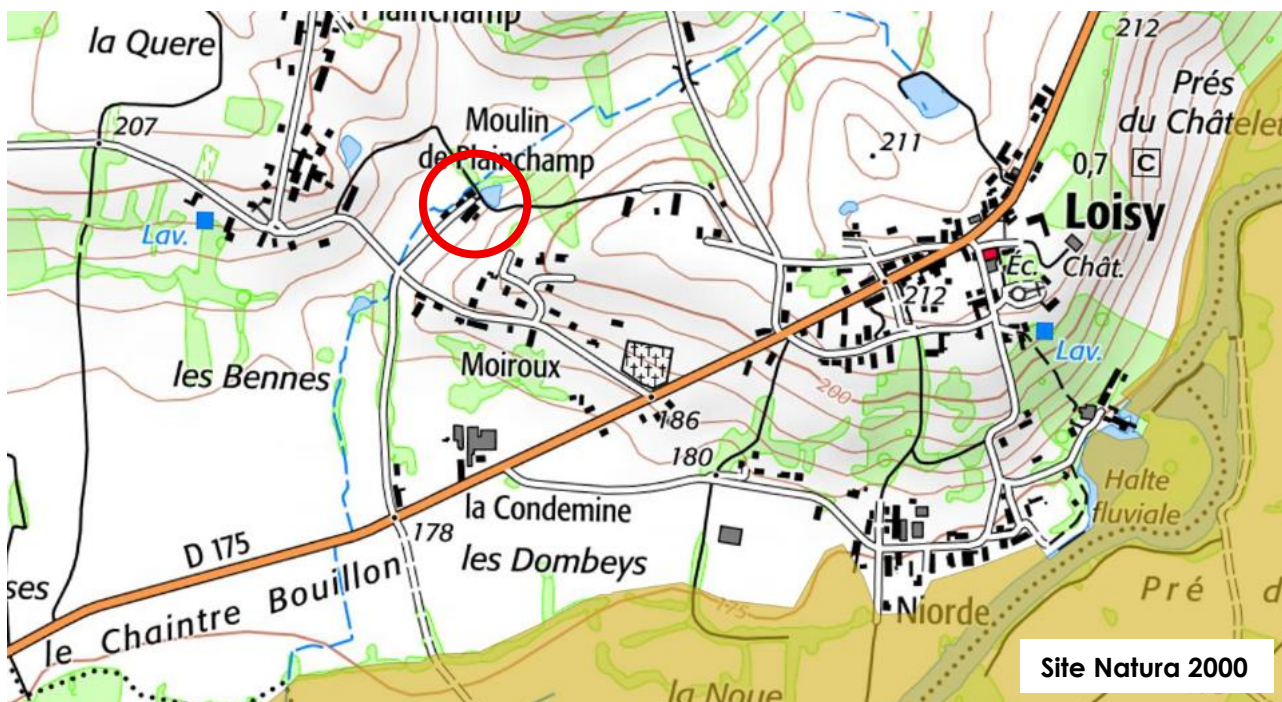 Plainchamp
la Quere
212
Prés
du Châtelet
207
Moulin
de Plainchamp
211
0,7 C
Loisy
Lav.
Éc.
Chât.
212
Lav.
les Bennes
Moiroux
200
186
180
Halte
fluviale
la Condemine
178
D 175
les Dombeys
ses
le Chaintre Bouillon
175
Niorde
Pré d
la Noue
Site Natura 2000